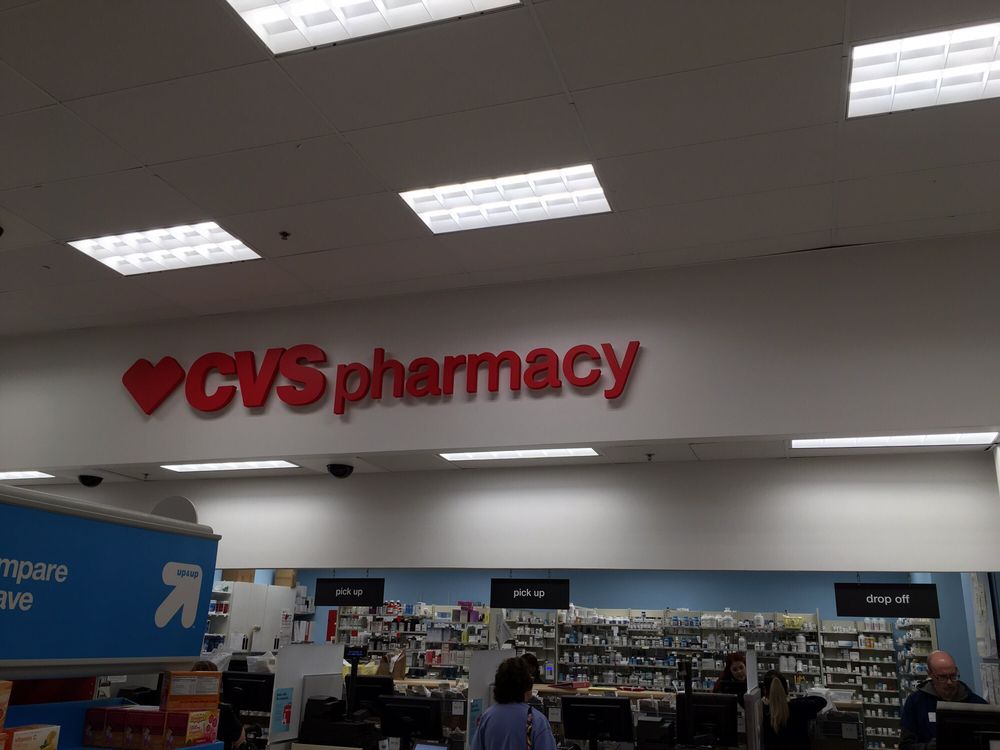 CVS pharmacy
mpare
ave
up&up
pick up
pick up
drop off